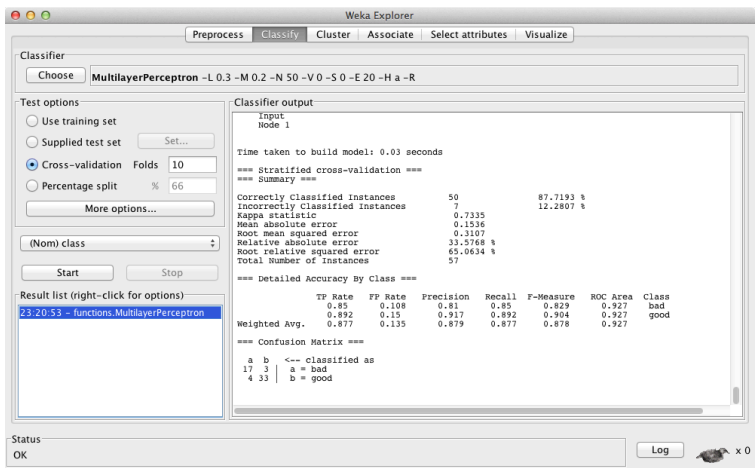 Weka Explorer
Preprocess Classify Cluster Associate Select attributes Visualize
Classifier
Choose MultilayerPerceptron -L 0.3 -M 0.2 -N 50 -V 0 -S 0 -E 20 -H a -R
Test options
Use training set
Supplied test set Set...
Cross-validation Folds 10
Percentage split % 66
More options...
(Nom) class
Start Stop
Result list (right-click for options)
23:20:53 - functions.MultilayerPerceptron
Classifier output
Input
Node 1
Time taken to build model: 0.03 seconds
=== Stratified cross-validation ===
=== Summary ===
Correctly Classified Instances 50 87.7193 %
Incorrectly Classified Instances 7 12.2807 %
Kappa statistic 0.7335
Mean absolute error 0.1536
Root mean squared error 0.3107
Relative absolute error 33.5768 %
Root relative squared error 65.0634 %
Total Number of Instances 57
=== Detailed Accuracy By Class ===
TP Rate FP Rate Precision Recall F-Measure ROC Area Class
0.85 0.108 0.81 0.85 0.829 0.927 bad
0.892 0.15 0.917 0.892 0.904 0.927 good
Weighted Avg. 0.877 0.135 0.879 0.877 0.878 0.927
=== Confusion Matrix ===
a b <-- classified as
17 3 | a = bad
4 33 | b = good
Status
OK
Log x 0